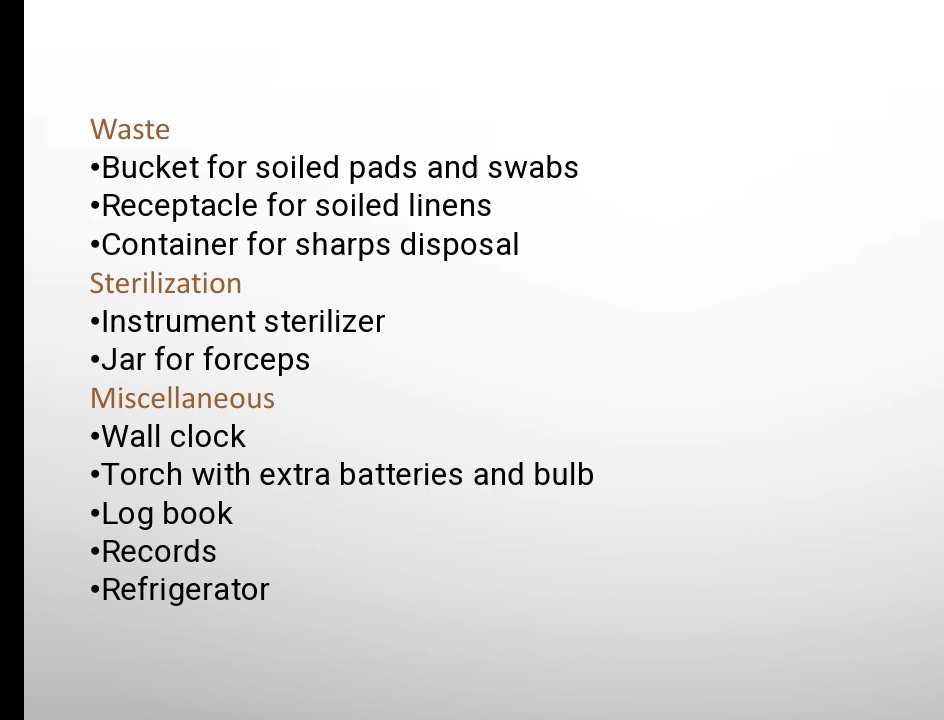 Waste
•Bucket for soiled pads and swabs
•Receptacle for soiled linens
•Container for sharps disposal
Sterilization
•Instrument sterilizer
•Jar for forceps
Miscellaneous
•Wall clock
•Torch with extra batteries and bulb
•Log book
•Records
•Refrigerator